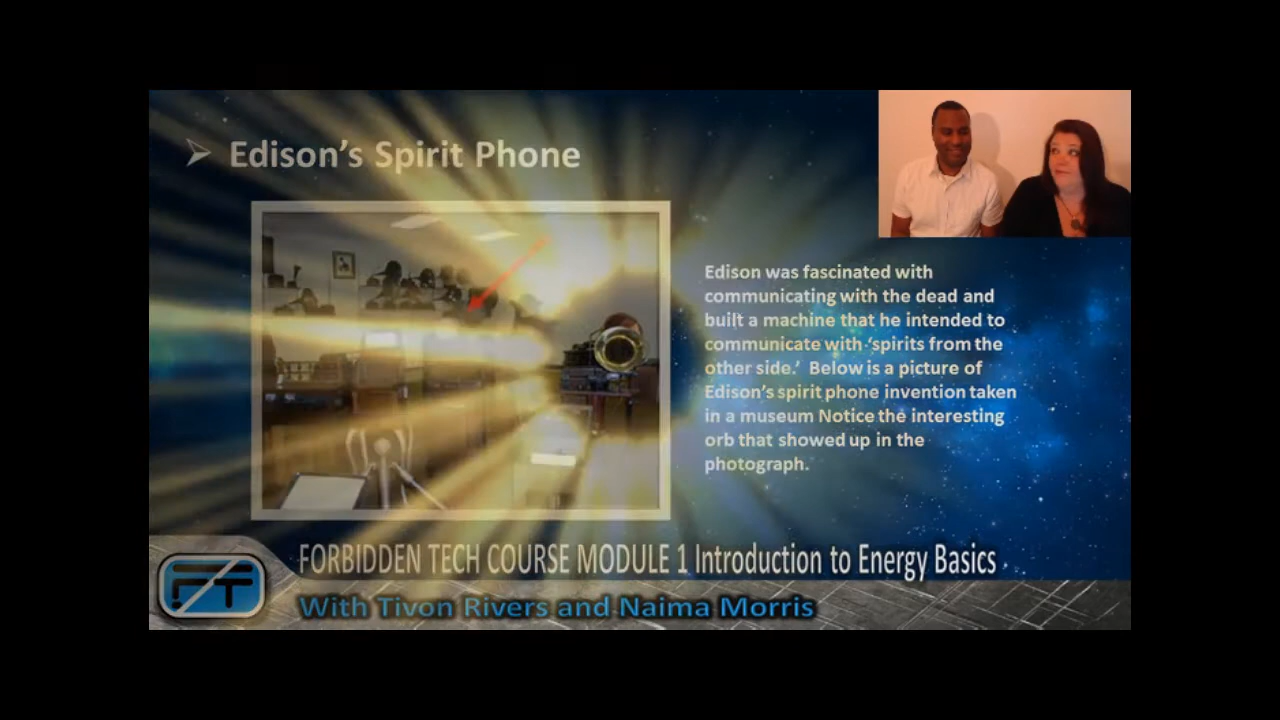 Edison's Spirit Phone
Edison was fascinated with
communicating with the dead and
built a machine that he intended to
communicate with 'spirits from the
other side.' Below is a picture of
Edison's spirit phone invention taken
in a museum Notice the interesting
orb that showed up in the
photograph.
FORBIDDEN TECH COURSE MODULE 1 Introduction to Energy Basics
FT
With Tivon Rivers and Naima Morris